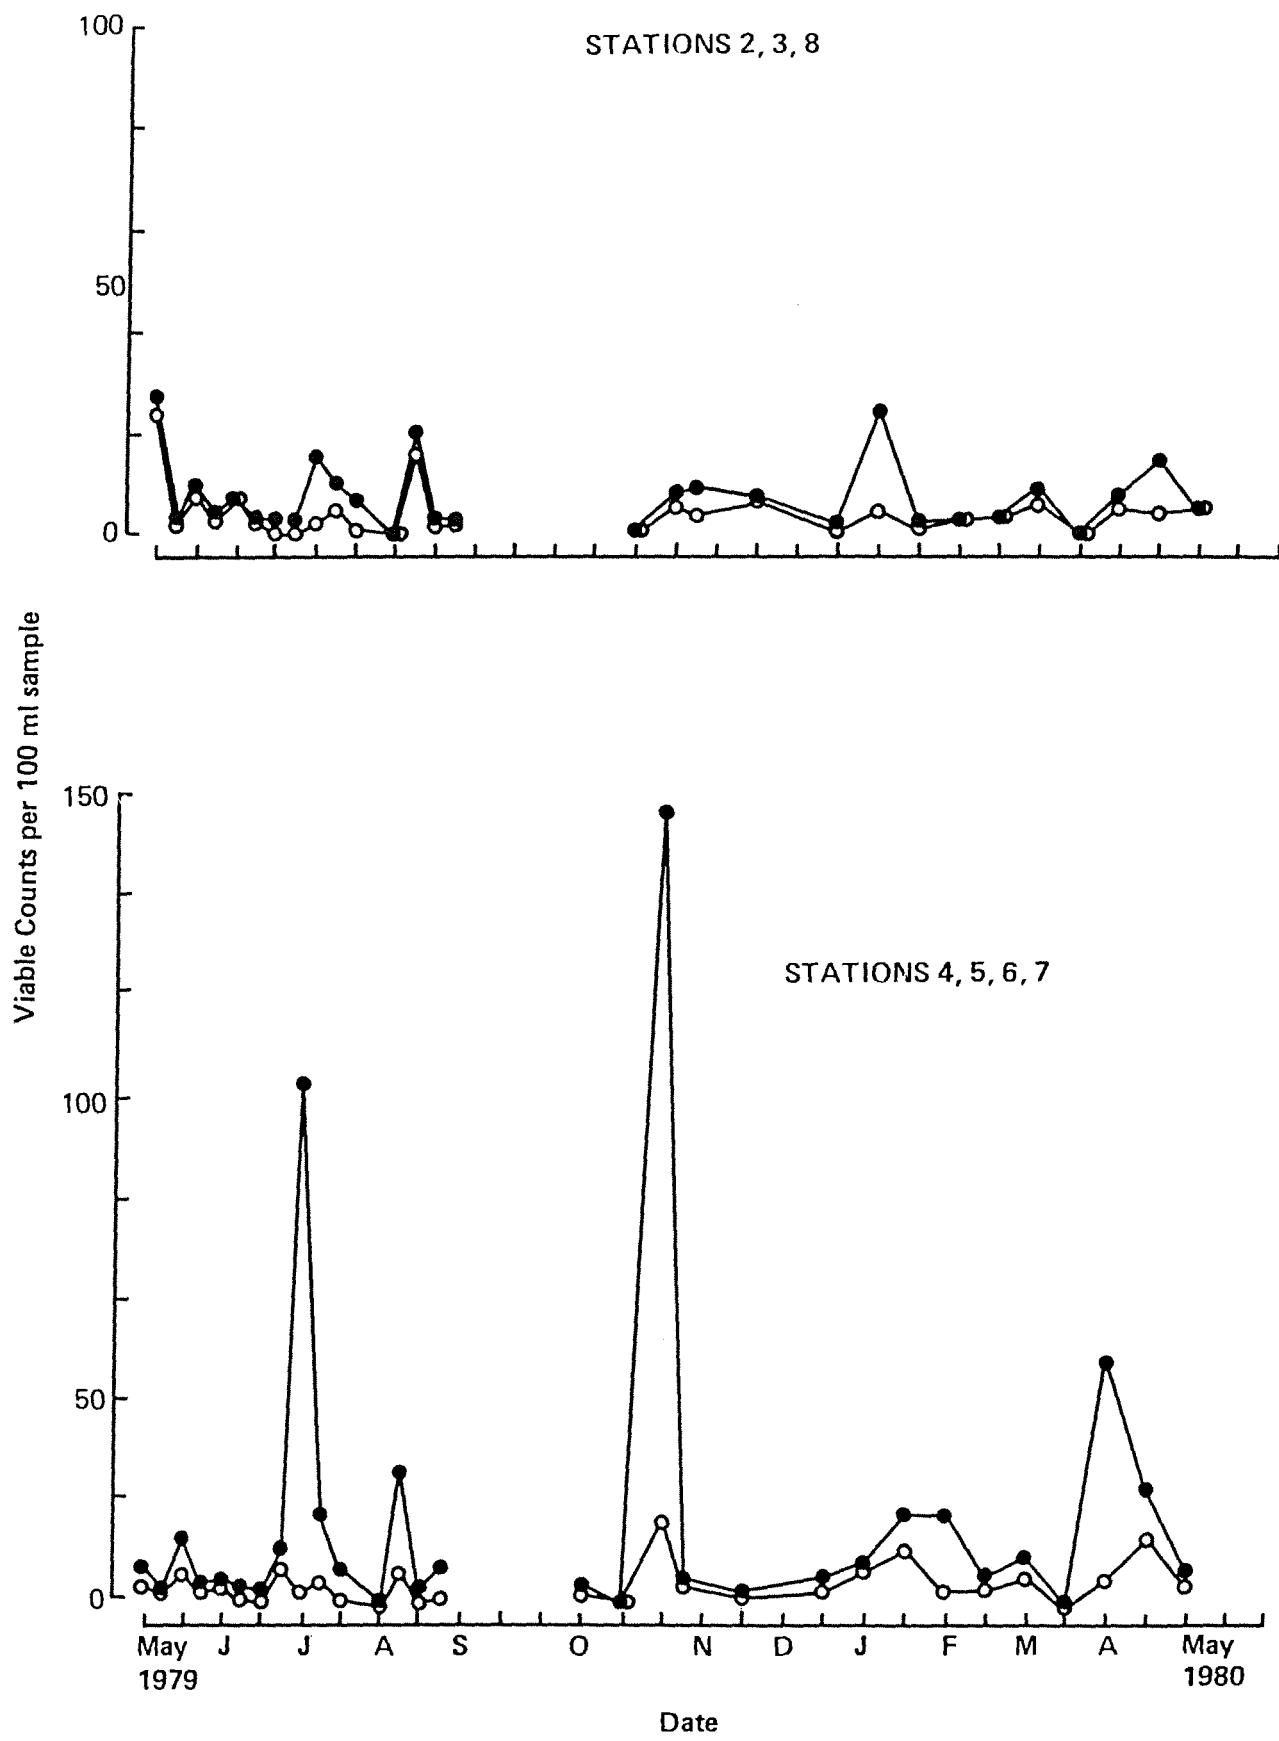 100
STATIONS 2, 3, 8
50
0
Viable Counts per 100 ml sample
150
STATIONS 4, 5, 6, 7
100
50
0
May J J A S O N D J F M A May
1979 1980
Date